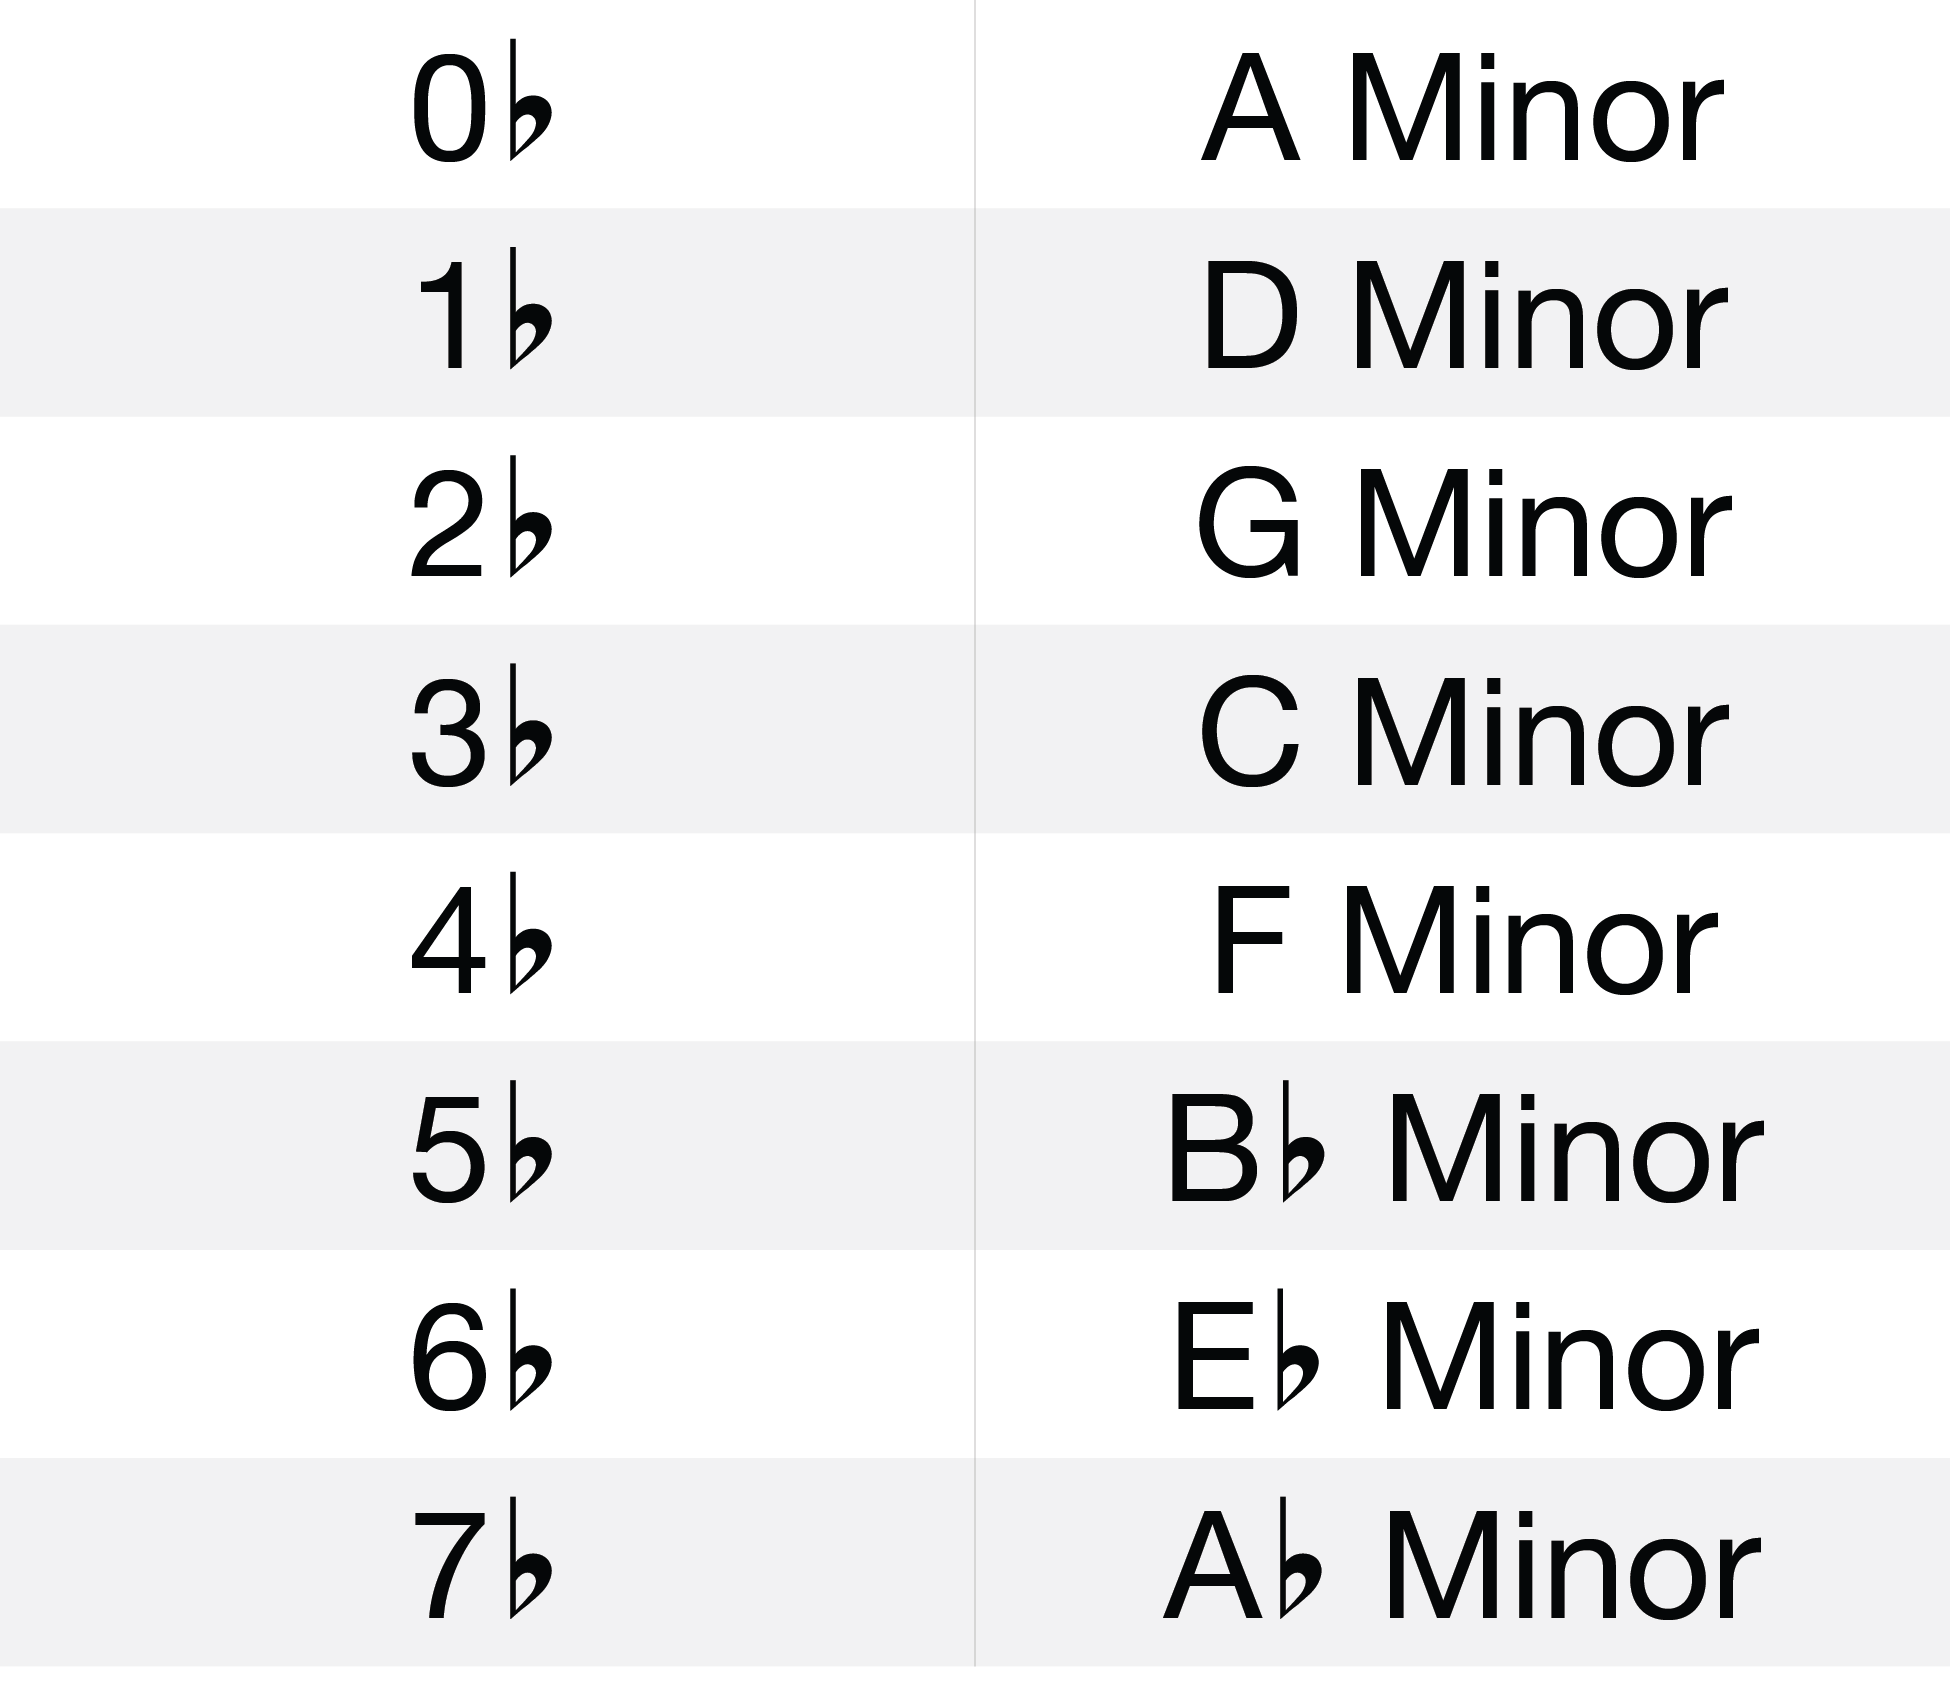 0♭ A Minor
1♭ D Minor
2♭ G Minor
3♭ C Minor
4♭ F Minor
5♭ B♭ Minor
6♭ E♭ Minor
7♭ A♭ Minor